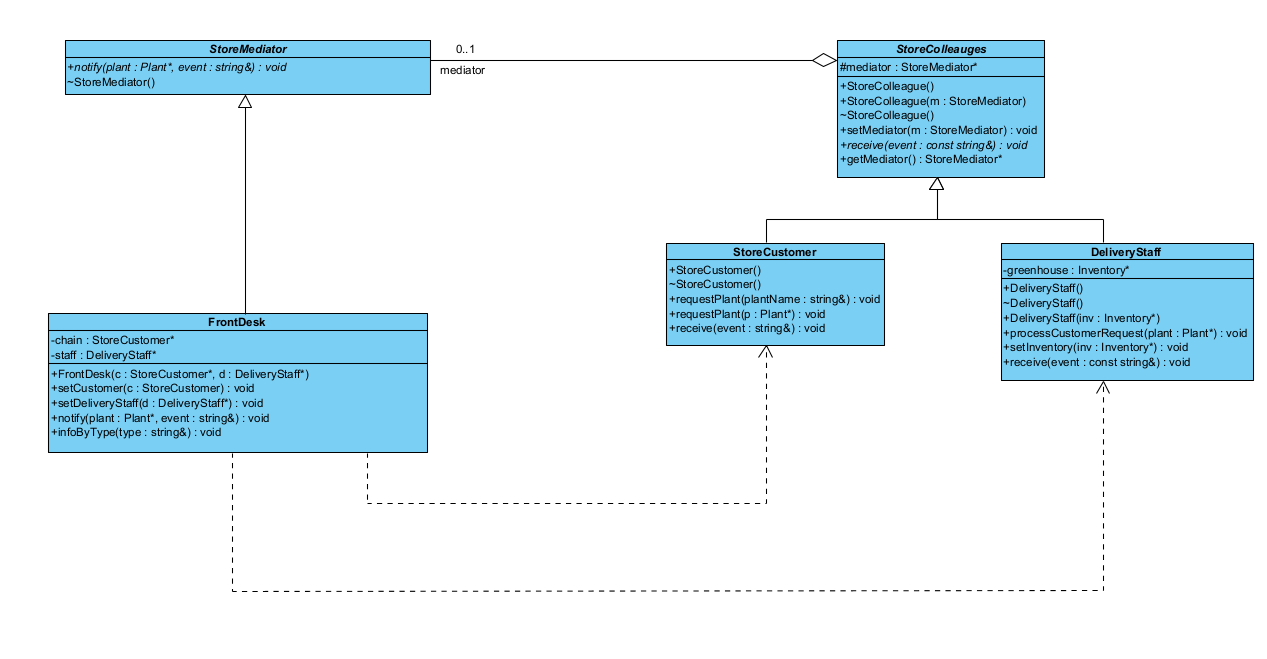 StoreMediator
+notify(plant : Plant*, event : string&) : void
~StoreMediator()
0..1
mediator
StoreColleauges
#mediator : StoreMediator*
+StoreColleague()
+StoreColleague(m : StoreMediator)
~StoreColleague()
+setMediator(m : StoreMediator) : void
+receive(event : const string&) : void
+getMediator() : StoreMediator*
StoreCustomer
+StoreCustomer()
~StoreCustomer()
+requestPlant(plantName : string&) : void
+requestPlant(p : Plant*) : void
+receive(event : string&) : void
DeliveryStaff
-greenhouse : Inventory*
+DeliveryStaff()
~DeliveryStaff()
+DeliveryStaff(inv : Inventory*)
+processCustomerRequest(plant : Plant*) : void
+setInventory(inv : Inventory*) : void
+receive(event : const string&) : void
FrontDesk
-chain : StoreCustomer*
-staff : DeliveryStaff*
+FrontDesk(c : StoreCustomer*, d : DeliveryStaff*)
+setCustomer(c : StoreCustomer) : void
+setDeliveryStaff(d : DeliveryStaff*) : void
+notify(plant : Plant*, event : string&) : void
+infoByType(type : string&) : void